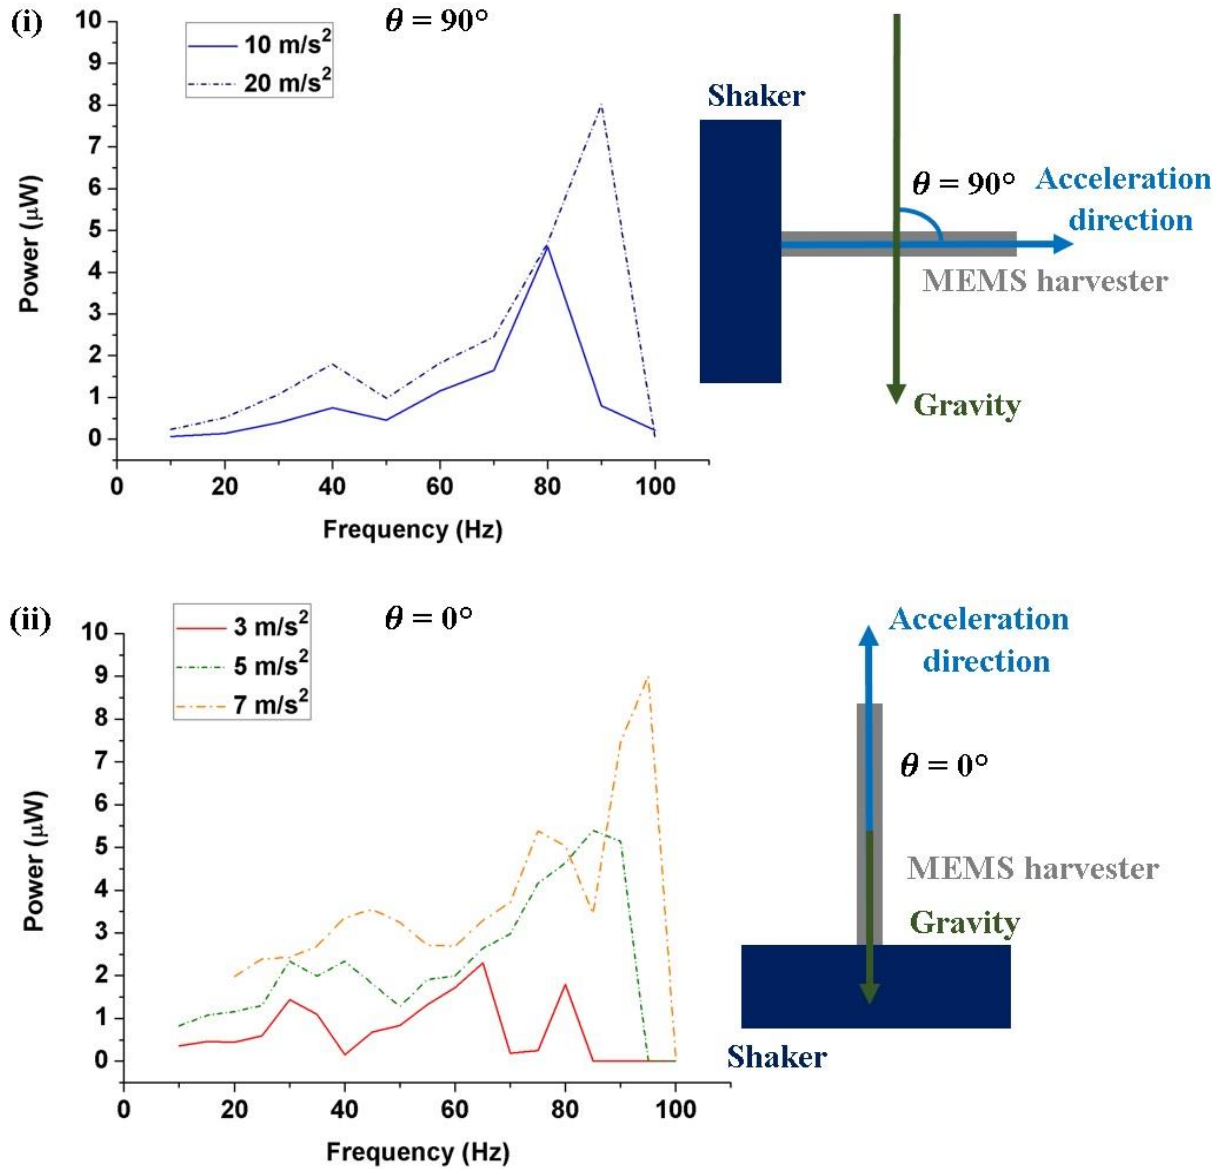 (i)
θ = 90°
10 m/s²
20 m/s²
10
9
8
7
6
5
4
3
2
1
0
Power (μW)
0 20 40 60 80 100
Frequency (Hz)
Shaker
θ = 90°
Acceleration
direction
MEMS harvester
Gravity
(ii)
θ = 0°
3 m/s²
5 m/s²
7 m/s²
10
9
8
7
6
5
4
3
2
1
0
Power (μW)
0 20 40 60 80 100
Frequency (Hz)
Acceleration
direction
θ = 0°
MEMS harvester
Gravity
Shaker